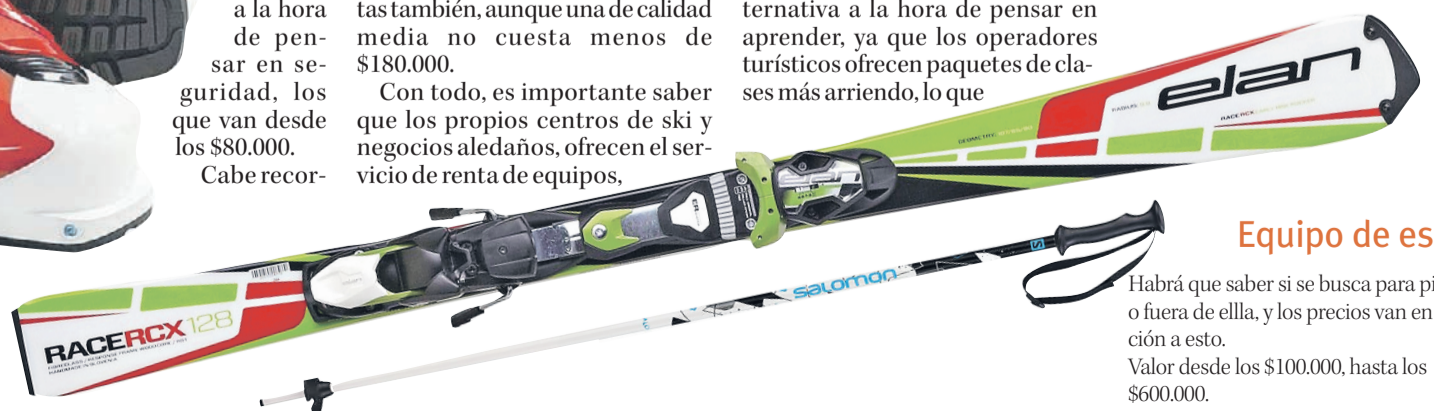 a la hora
de pen-
sar en se-
guridad, los
que van desde
los $80.000.
Cabe recor-
tas también, aunque una de calidad
media no cuesta menos de
$180.000.
Con todo, es importante saber
que los propios centros de ski y
negocios aledaños, ofrecen el ser-
vicio de renta de equipos,
ternativa a la hora de pensar en
aprender, ya que los operadores
turísticos ofrecen paquetes de cla-
ses más arriendo, lo que
elan
RACERCX
GEOMETRY:
RACERCX 128
HANDMADE IN SLOVENIA
salomon
Equipo de es
Habrá que saber si se busca para pi
o fuera de ellla, y los precios van en
ción a esto.
Valor desde los $100.000, hasta los
$600.000.